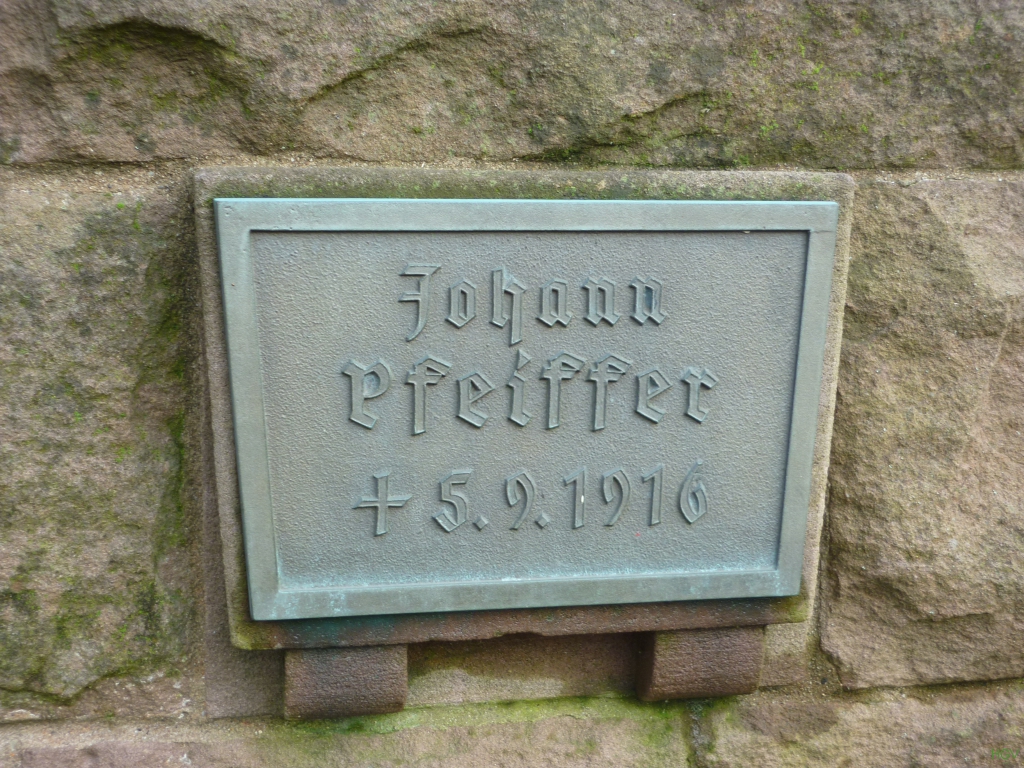 Johann
Pfeiffer
+ 5. 9. 1916